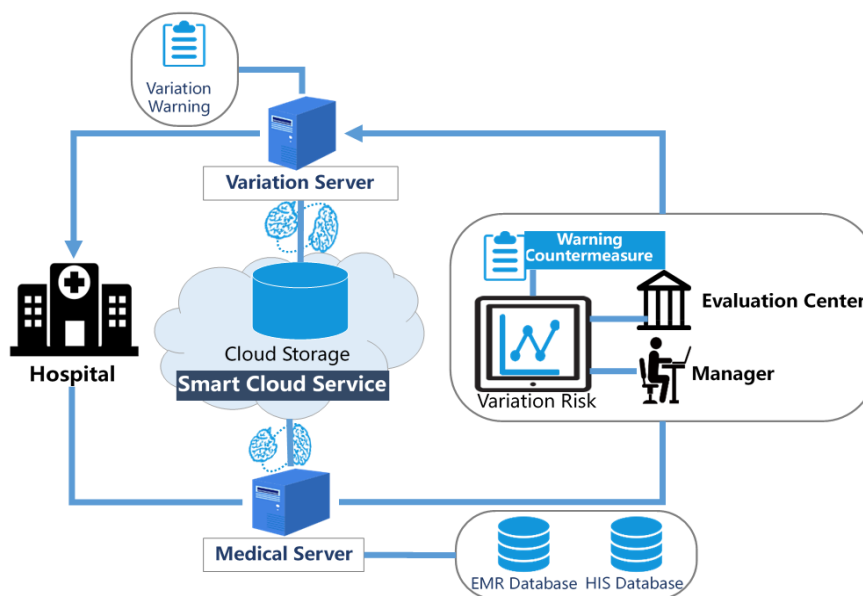 Variation
Warning
Variation Server
Warning
Countermeasure
Evaluation Center
Cloud Storage
Hospital
Smart Cloud Service
Manager
Variation Risk
Medical Server
EMR Database
HIS Database